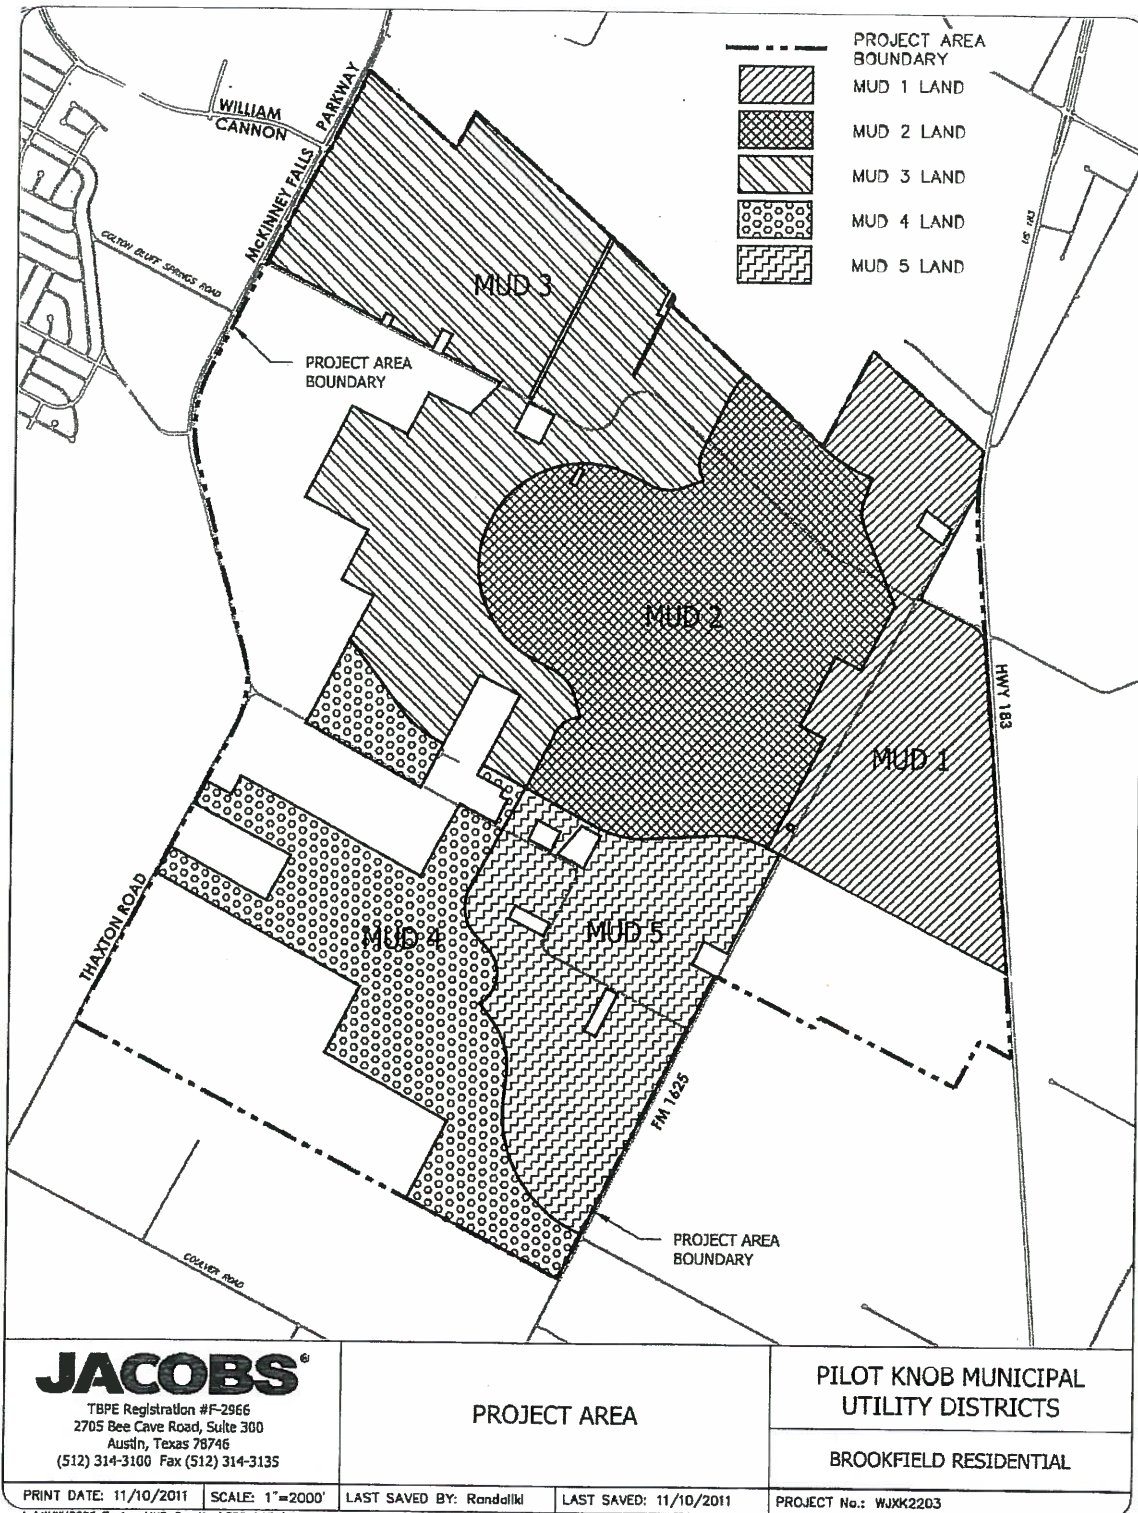 PROJECT AREA
BOUNDARY
MUD 1 LAND
MUD 2 LAND
MUD 3 LAND
MUD 4 LAND
MUD 5 LAND
WILLIAM
CANNON
McKINNEY FALLS PARKWAY
COLTON BLUFF SPRINGS ROAD
US 183
MUD 3
PROJECT AREA
BOUNDARY
MUD 2
HWY 183
MUD 1
THAXTON ROAD
MUD 4
MUD 5
FM 1625
PROJECT AREA
BOUNDARY
COULVER ROAD
JACOBS®
TBPE Registration #F-2966
2705 Bee Cave Road, Suite 300
Austin, Texas 78746
(512) 314-3100 Fax (512) 314-3135
PROJECT AREA
PILOT KNOB MUNICIPAL
UTILITY DISTRICTS
BROOKFIELD RESIDENTIAL
PRINT DATE: 11/10/2011
SCALE: 1"=2000'
LAST SAVED BY: Randallkl
LAST SAVED: 11/10/2011
PROJECT No.: WJXK2203